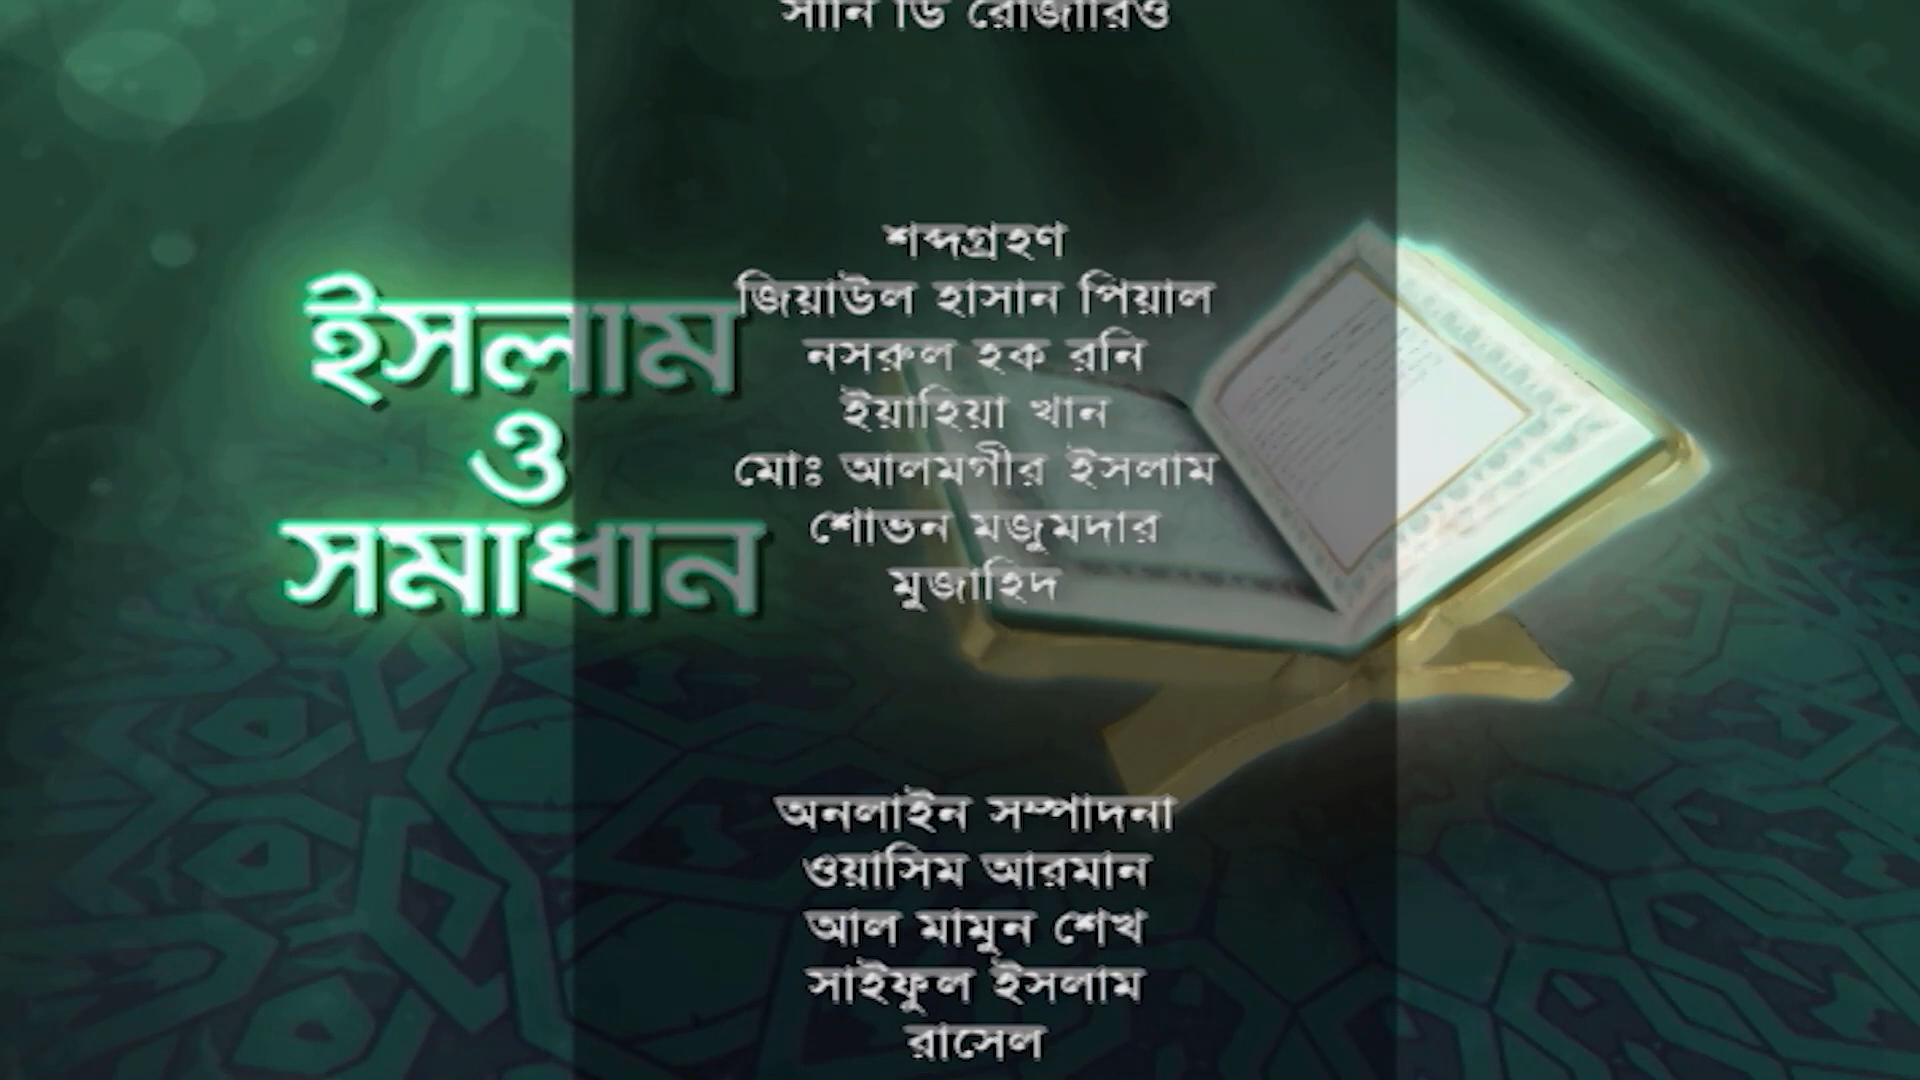 সানি ডি রোজারিও
ইসলাম
ও
সমাধান
শব্দগ্রহণ
জিয়াউল হাসান পিয়াল
নসরুল হক রনি
ইয়াহিয়া খান
মোঃ আলমগীর ইসলাম
শোভন মজুমদার
মুজাহিদ
অনলাইন সম্পাদনা
ওয়াসিম আরমান
আল মামুন শেখ
সাইফুল ইসলাম
রাসেল